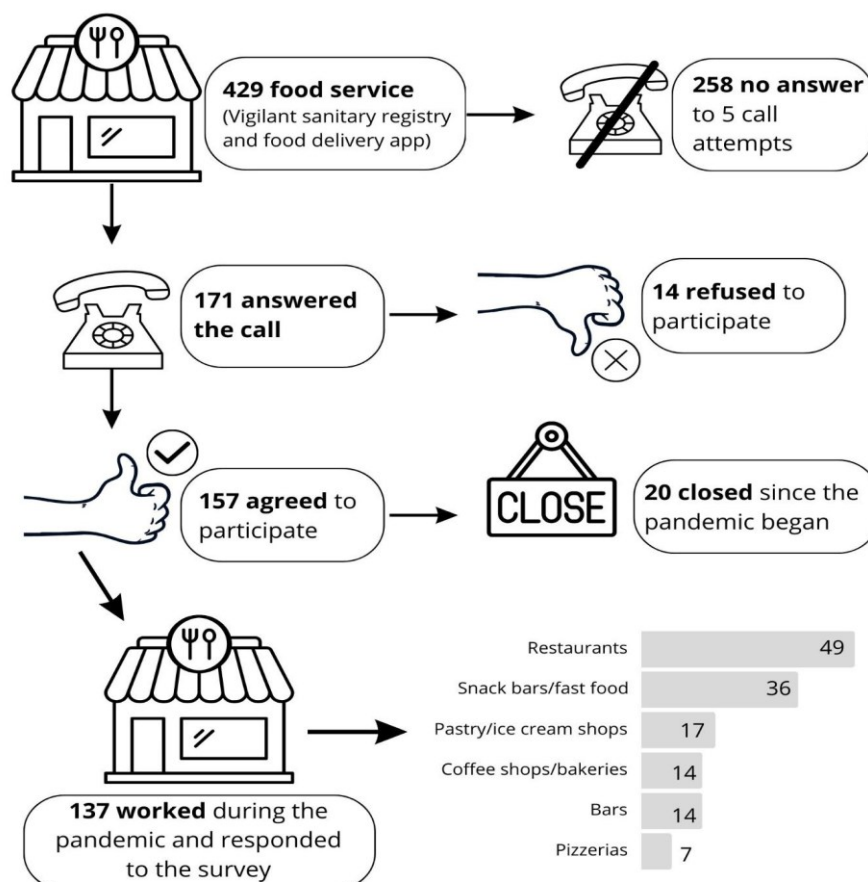 429 food service
(Vigilant sanitary registry
and food delivery app)
258 no answer
to 5 call
attempts
171 answered
the call
14 refused to
participate
157 agreed to
participate
CLOSE
20 closed since the
pandemic began
137 worked during the
pandemic and responded
to the survey
Restaurants 49
Snack bars/fast food 36
Pastry/ice cream shops 17
Coffee shops/bakeries 14
Bars 14
Pizzerias 7